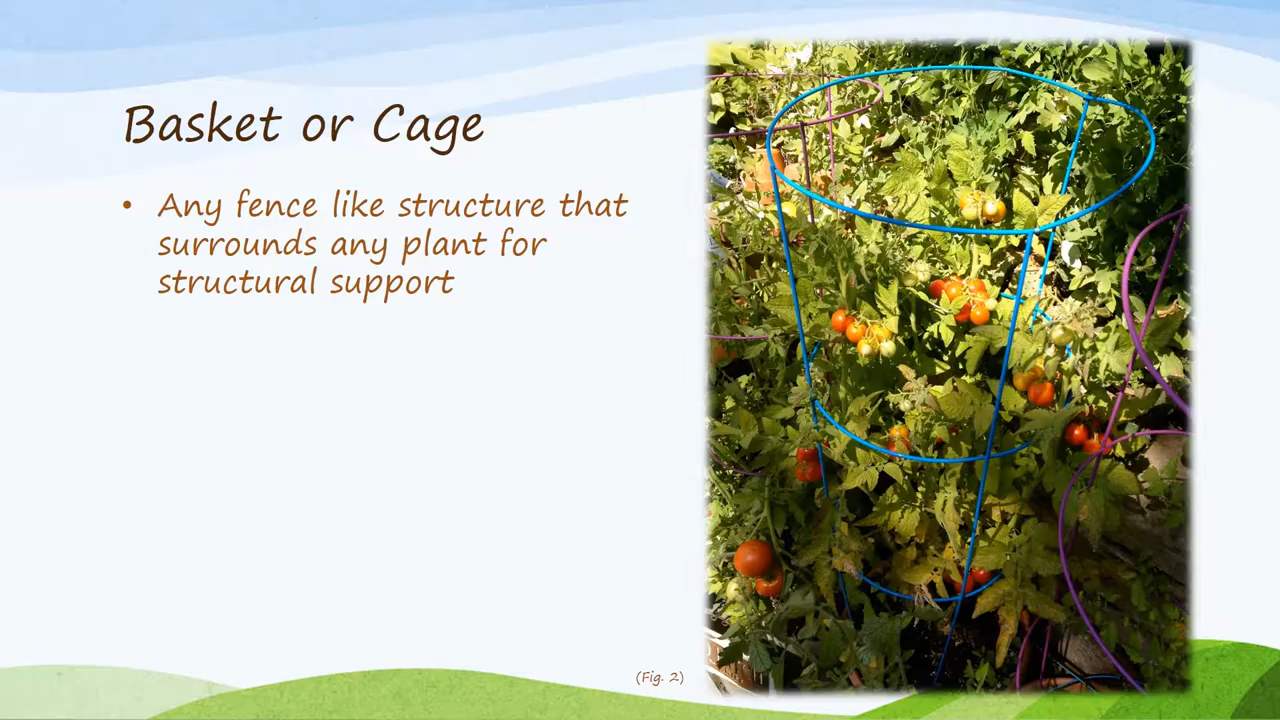 Basket or Cage
• Any fence like structure that
surrounds any plant for
structural support
(Fig. 2)